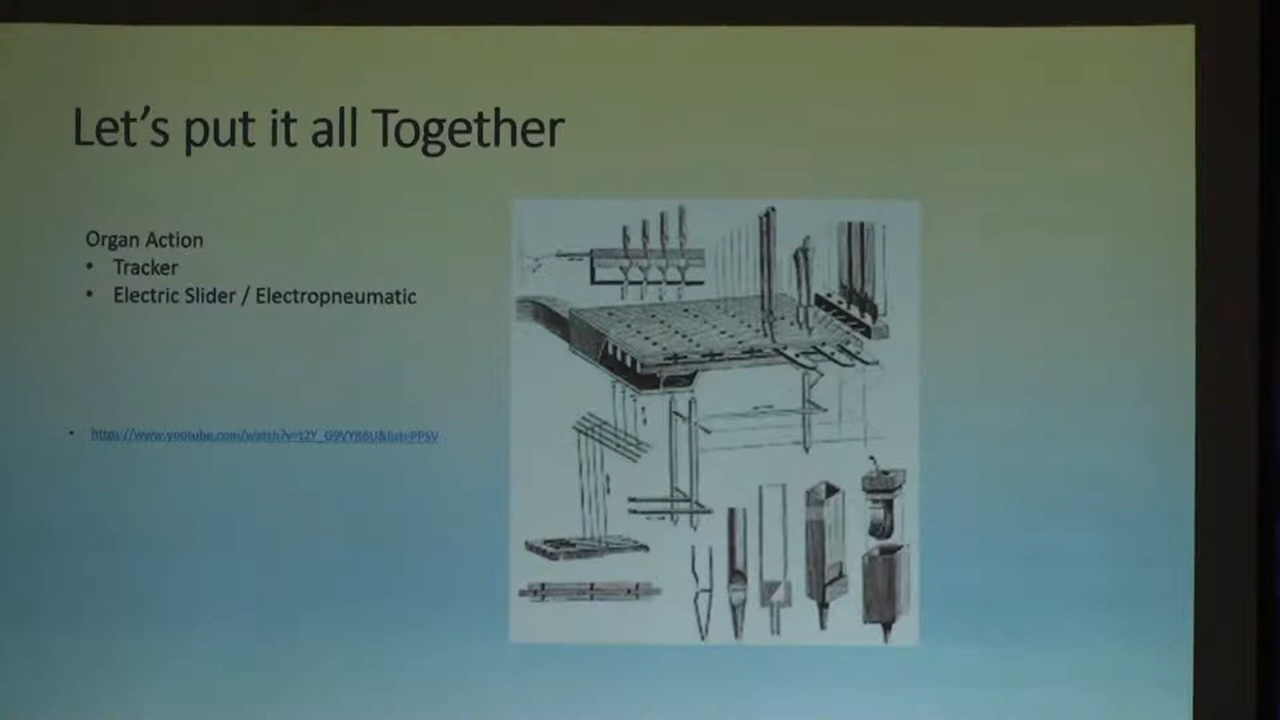 Let's put it all Together
Organ Action
• Tracker
• Electric Slider / Electropneumatic